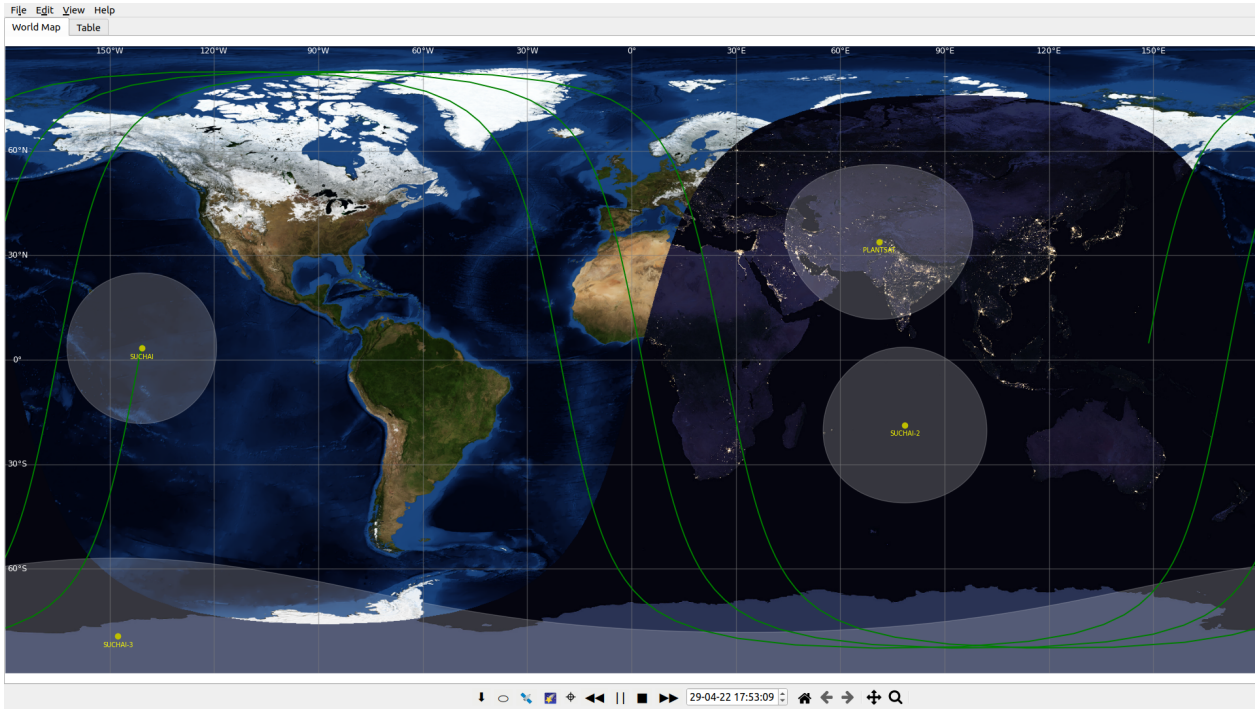 File Edit View Help
World Map Table
150°W 120°W 90°W 60°W 30°W 0° 30°E 60°E 90°E 120°E 150°E
60°N
PLANTSAT
30°N
SUCHAI
0°
SUCHAI-2
30°S
60°S
SUCHAI-3
29-04-22 17:53:09